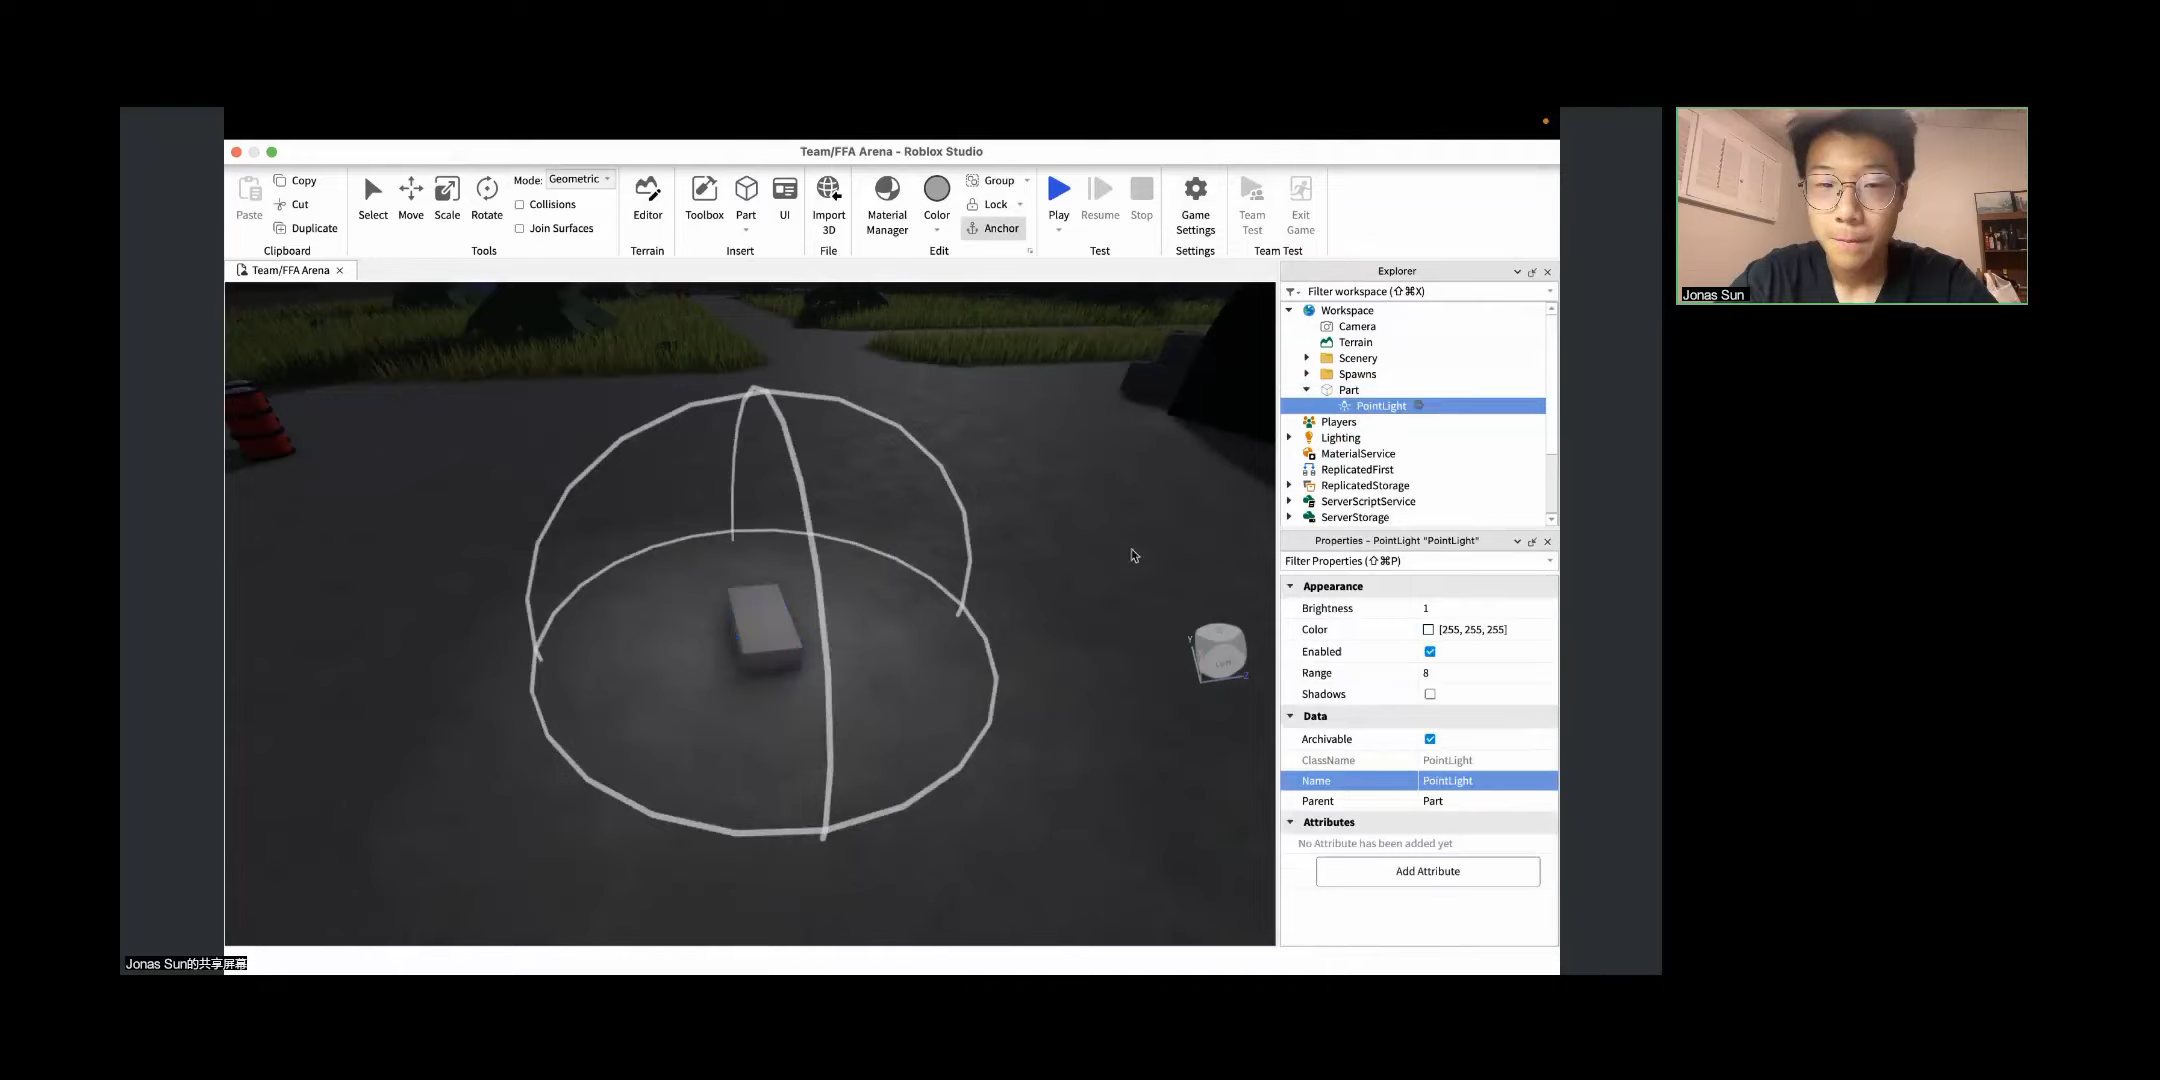 Team/FFA Arena - Roblox Studio
Paste
Copy
Cut
Duplicate
Clipboard
Select
Move
Scale
Rotate
Mode: Geometric
Collisions
Join Surfaces
Tools
Editor
Terrain
Toolbox
Part
UI
Insert
Import
3D
File
Material
Manager
Color
Group
Lock
Anchor
Edit
Play
Resume
Stop
Test
Game
Settings
Settings
Team
Test
Exit
Game
Team Test
Team/FFA Arena
Explorer
Filter workspace (⇧⌘X)
Workspace
Camera
Terrain
Scenery
Spawns
Part
PointLight
Players
Lighting
MaterialService
ReplicatedFirst
ReplicatedStorage
ServerScriptService
ServerStorage
Properties - PointLight "PointLight"
Filter Properties (⇧⌘P)
Appearance
Brightness 1
Color [255, 255, 255]
Enabled
Range 8
Shadows
Data
Archivable
ClassName PointLight
Name PointLight
Parent Part
Attributes
No Attribute has been added yet
Add Attribute
Y
Z
Jonas Sun
Jonas Sun的共享屏幕